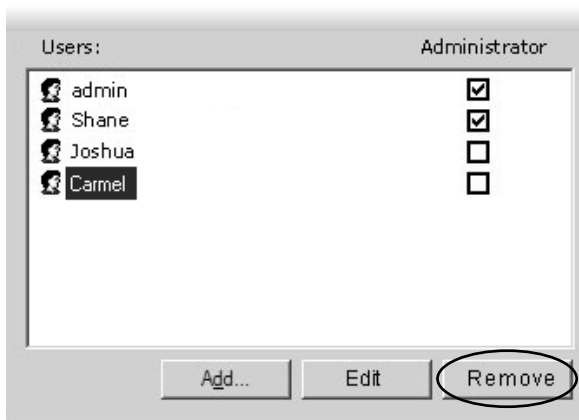 Users: Administrator
admin
Shane
Joshua
Carmel
Add... Edit Remove